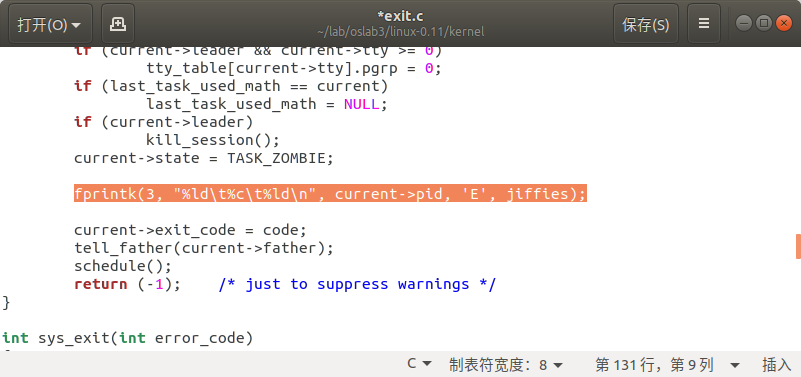 打开(O)
*exit.c
~/lab/oslab3/linux-0.11/kernel
保存(S)
if (current->leader && current->tty >= 0)
tty_table[current->tty].pgrp = 0;
if (last_task_used_math == current)
last_task_used_math = NULL;
if (current->leader)
kill_session();
current->state = TASK_ZOMBIE;
fprintk(3, "%ld\t%c\t%ld\n", current->pid, 'E', jiffies);
current->exit_code = code;
tell_father(current->father);
schedule();
return (-1);    /* just to suppress warnings */
}
int sys_exit(int error_code)
C 制表符宽度：8 第 131 行，第 9 列 插入